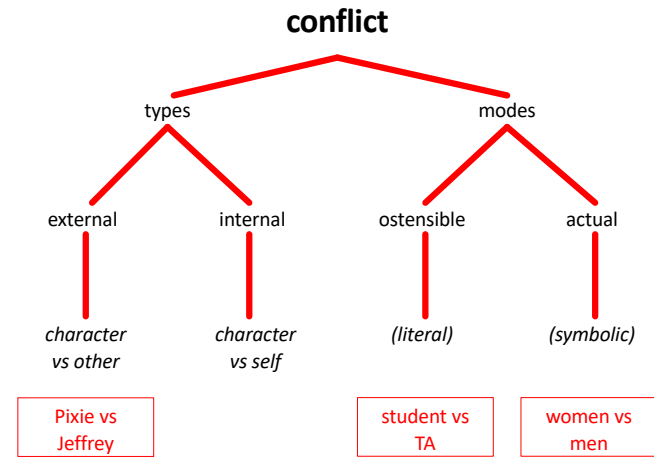 conflict
types
modes
external
internal
ostensible
actual
character
vs other
character
vs self
(literal)
(symbolic)
Pixie vs
Jeffrey
student vs
TA
women vs
men